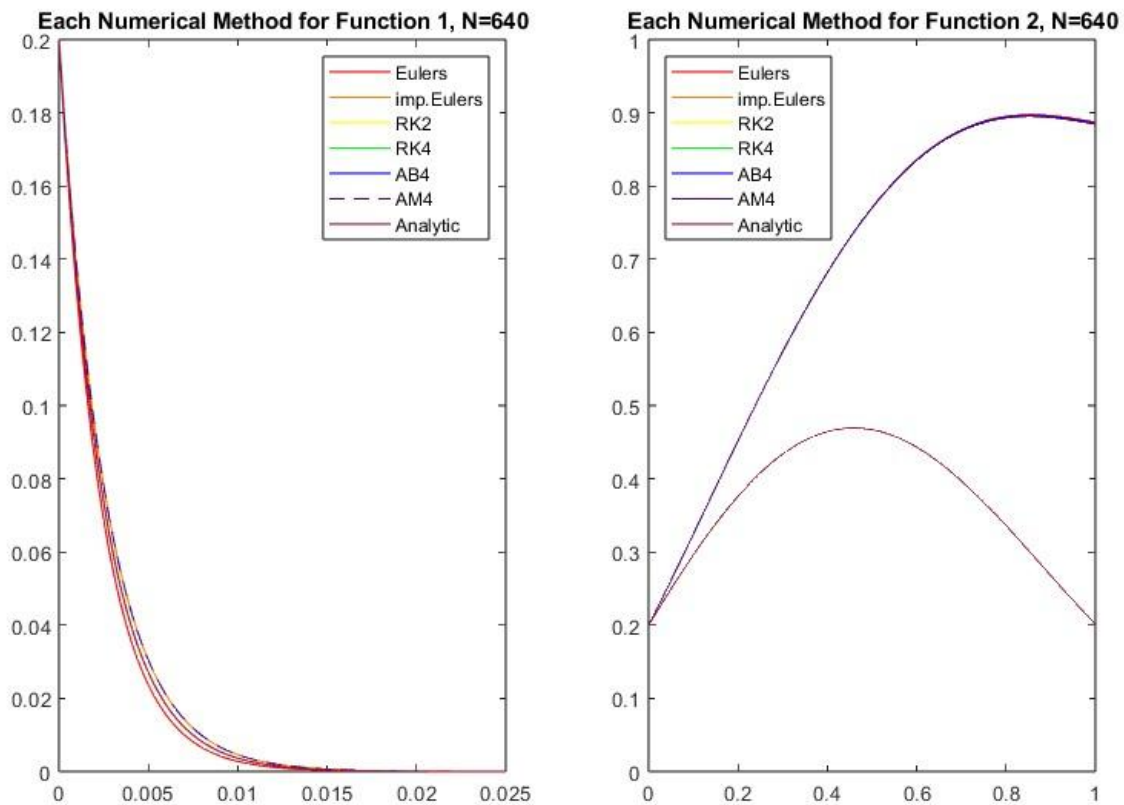 Each Numerical Method for Function 1, N=640
0.2
0.18
0.16
0.14
0.12
0.1
0.08
0.06
0.04
0.02
0
0
0.005
0.01
0.015
0.02
0.025
Eulers
imp.Eulers
RK2
RK4
AB4
AM4
Analytic
Each Numerical Method for Function 2, N=640
1
0.9
0.8
0.7
0.6
0.5
0.4
0.3
0.2
0.1
0
0
0.2
0.4
0.6
0.8
1
Eulers
imp.Eulers
RK2
RK4
AB4
AM4
Analytic